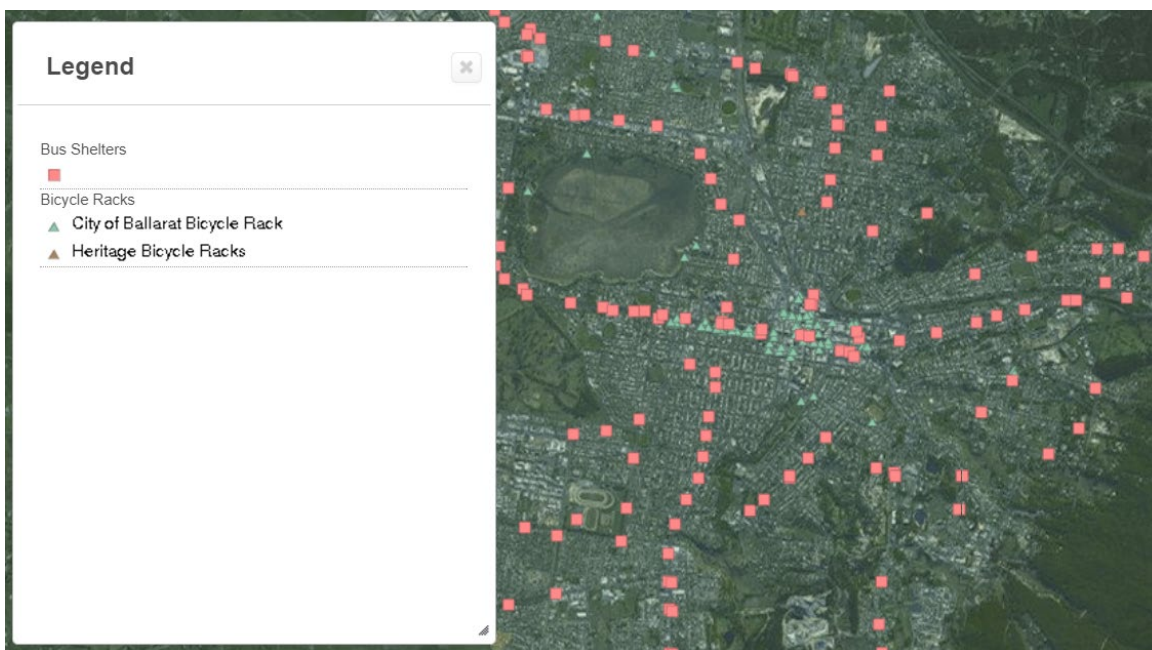 Legend
Bus Shelters
Bicycle Racks
City of Ballarat Bicycle Rack
Heritage Bicycle Racks